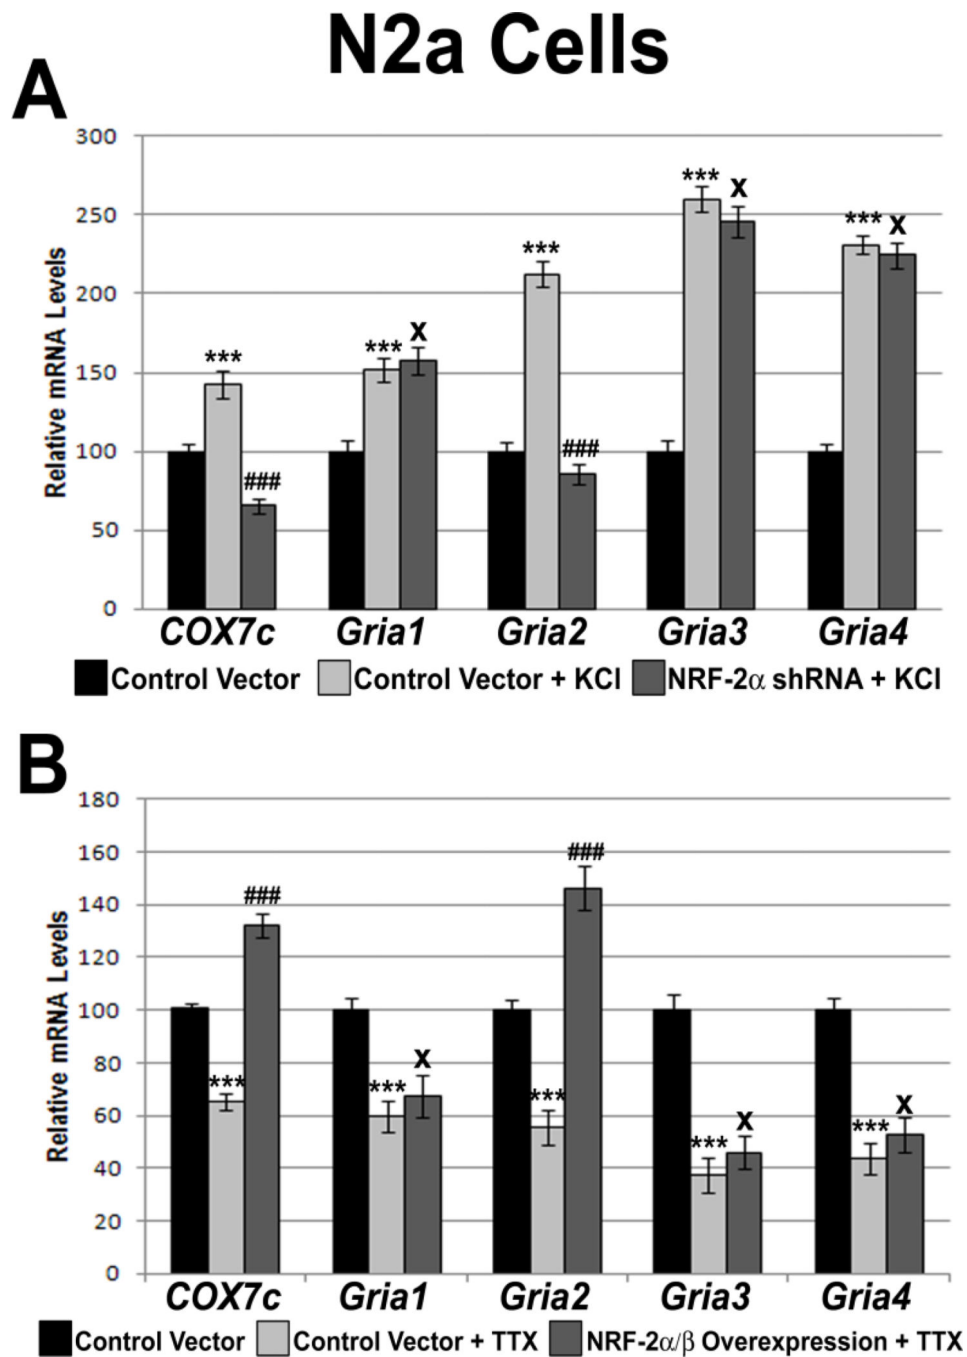 N2a Cells
A
300
250
200
150
100
50
0
Relative mRNA Levels
***
###
***
X
***
###
***
X
***
X
COX7c Gria1 Gria2 Gria3 Gria4
Control Vector Control Vector + KCl NRF-2α shRNA + KCl
B
180
160
140
120
100
80
60
40
20
0
Relative mRNA Levels
***
###
***
X
***
###
***
X
***
X
COX7c Gria1 Gria2 Gria3 Gria4
Control Vector Control Vector + TTX NRF-2α/β Overexpression + TTX